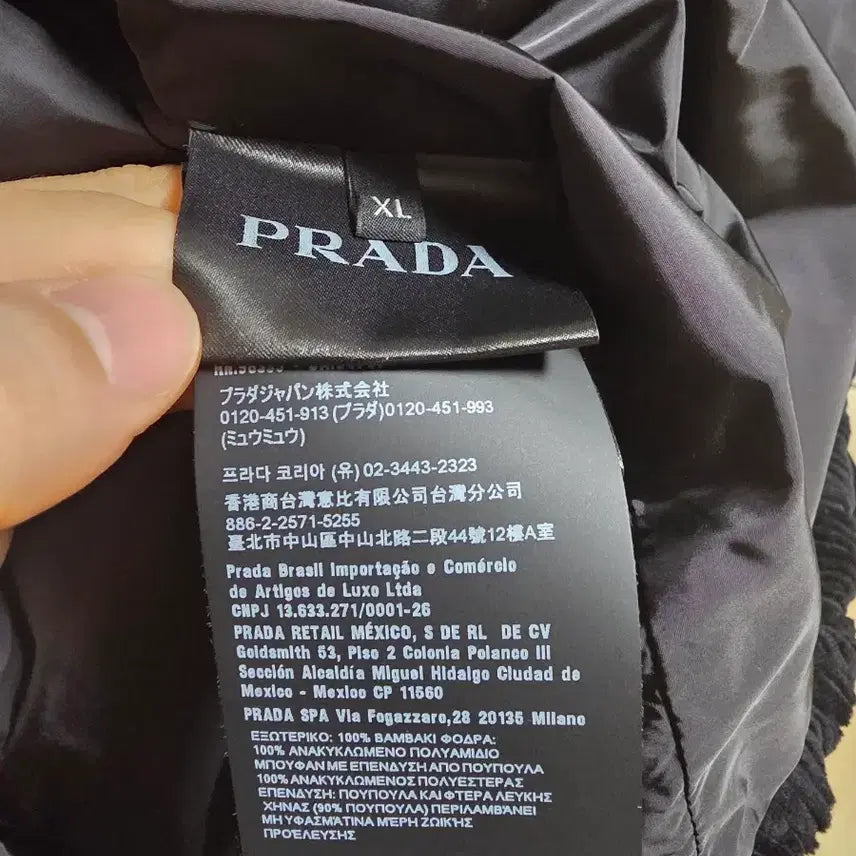 XL
PRADA
ブラダジャパン株式会社
0120-451-913 (プラダ)0120-451-993
(ミュウミュウ)
프라다 코리아 (유) 02-3443-2323
香港商台灣意比有限公司台灣分公司
886-2-2571-5255
臺北市中山區中山北路二段44號12樓A室
Prada Brasil Importação e Comércio
de Artigos de Luxo Ltda
CNPJ 13.633.271/0001-26
PRADA RETAIL MÉXICO, S DE RL DE CV
Goldsmith 53, Piso 2 Colonia Polanco III
Sección Alcaldía Miguel Hidalgo Ciudad de
Mexico - Mexico CP 11560
PRADA SPA Via Fogazzaro,28 20135 Milano
ΕΞΩΤΕΡΙΚΟ: 100% ΒΑΜΒΑΚΙ ΦΟΔΡΑ:
100% ΑΝΑΚΥΚΛΩΜΕΝΟ ΠΟΛΥΑΜΙΔΙΟ
ΜΠΟΥΦΑΝ ΜΕ ΕΠΕΝΔΥΣΗ ΑΠΟ ΠΟΥΠΟΥΛΑ
100% ΑΝΑΚΥΚΛΩΜΕΝΟΣ ΠΟΛΥΕΣΤΕΡΑΣ
ΕΠΕΝΔΥΣΗ: ΠΟΥΠΟΥΛΑ ΚΑΙ ΦΤΕΡΑ ΛΕΥΚΗΣ
ΧΗΝΑΣ (90% ΠΟΥΠΟΥΛΑ) ΠΕΡΙΛΑΜΒΑΝΕΙ
ΜΗ ΥΦΑΣΜΑΤΙΝΑ ΜΕΡΗ ΖΩΙΚΗΣ
ΠΡΟΈΛΕΥΣΗΣ